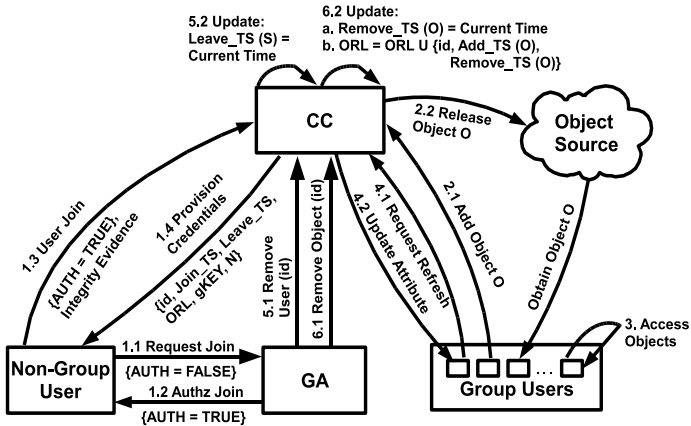 5.2 Update:
Leave_TS (S) =
Current Time
6.2 Update:
a. Remove_TS (O) = Current Time
b. ORL = ORL U {id, Add_TS (O),
Remove_TS (O)}
CC
2.2 Release
Object O
Object
Source
1.3 User Join
{AUTH = TRUE},
Integrity Evidence
1.4 Provision
Credentials
{id, Join_TS, Leave_TS,
ORL, gKEY, N}
5.1 Remove
User (id)
6.1 Remove Object (id)
4.2 Update
Attribute
4.1 Request
Refresh
2.1 Add Object O
Obtain Object O
3. Access
Objects
Non-Group
User
1.1 Request Join
{AUTH = FALSE}
1.2 Authz Join
{AUTH = TRUE}
GA
...
Group Users